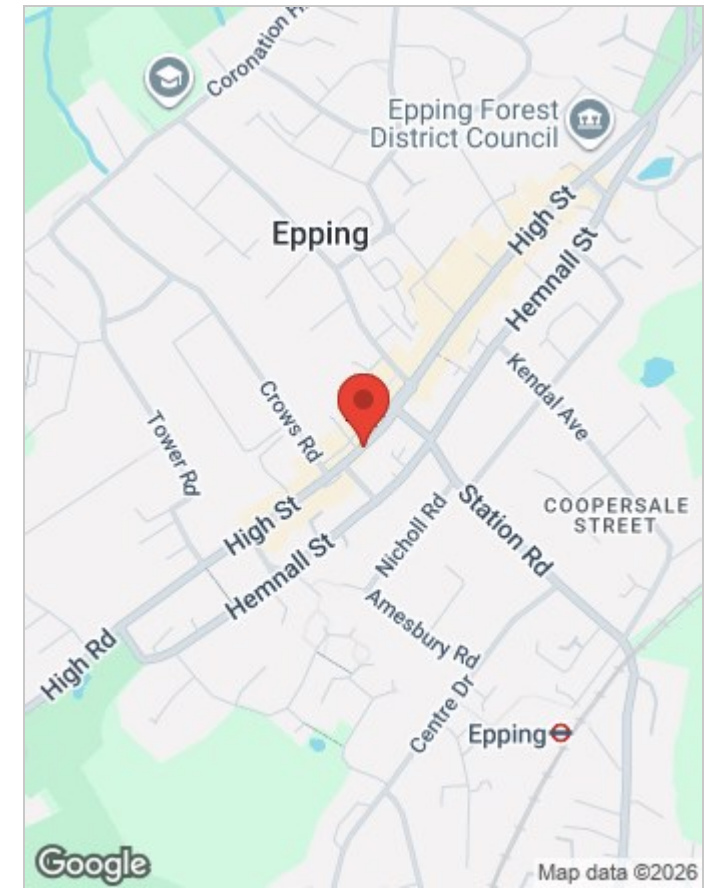 Coronation H
Epping Forest
District Council
High St
Hemnall St
Epping
Kendal Ave
Crows Rd
Tower Rd
COOPERSALE
STREET
High St
Station Rd
Nicholl Rd
Hemnall St
Amesbury Rd
High Rd
Centre Dr
Epping
Google
Map data ©2026